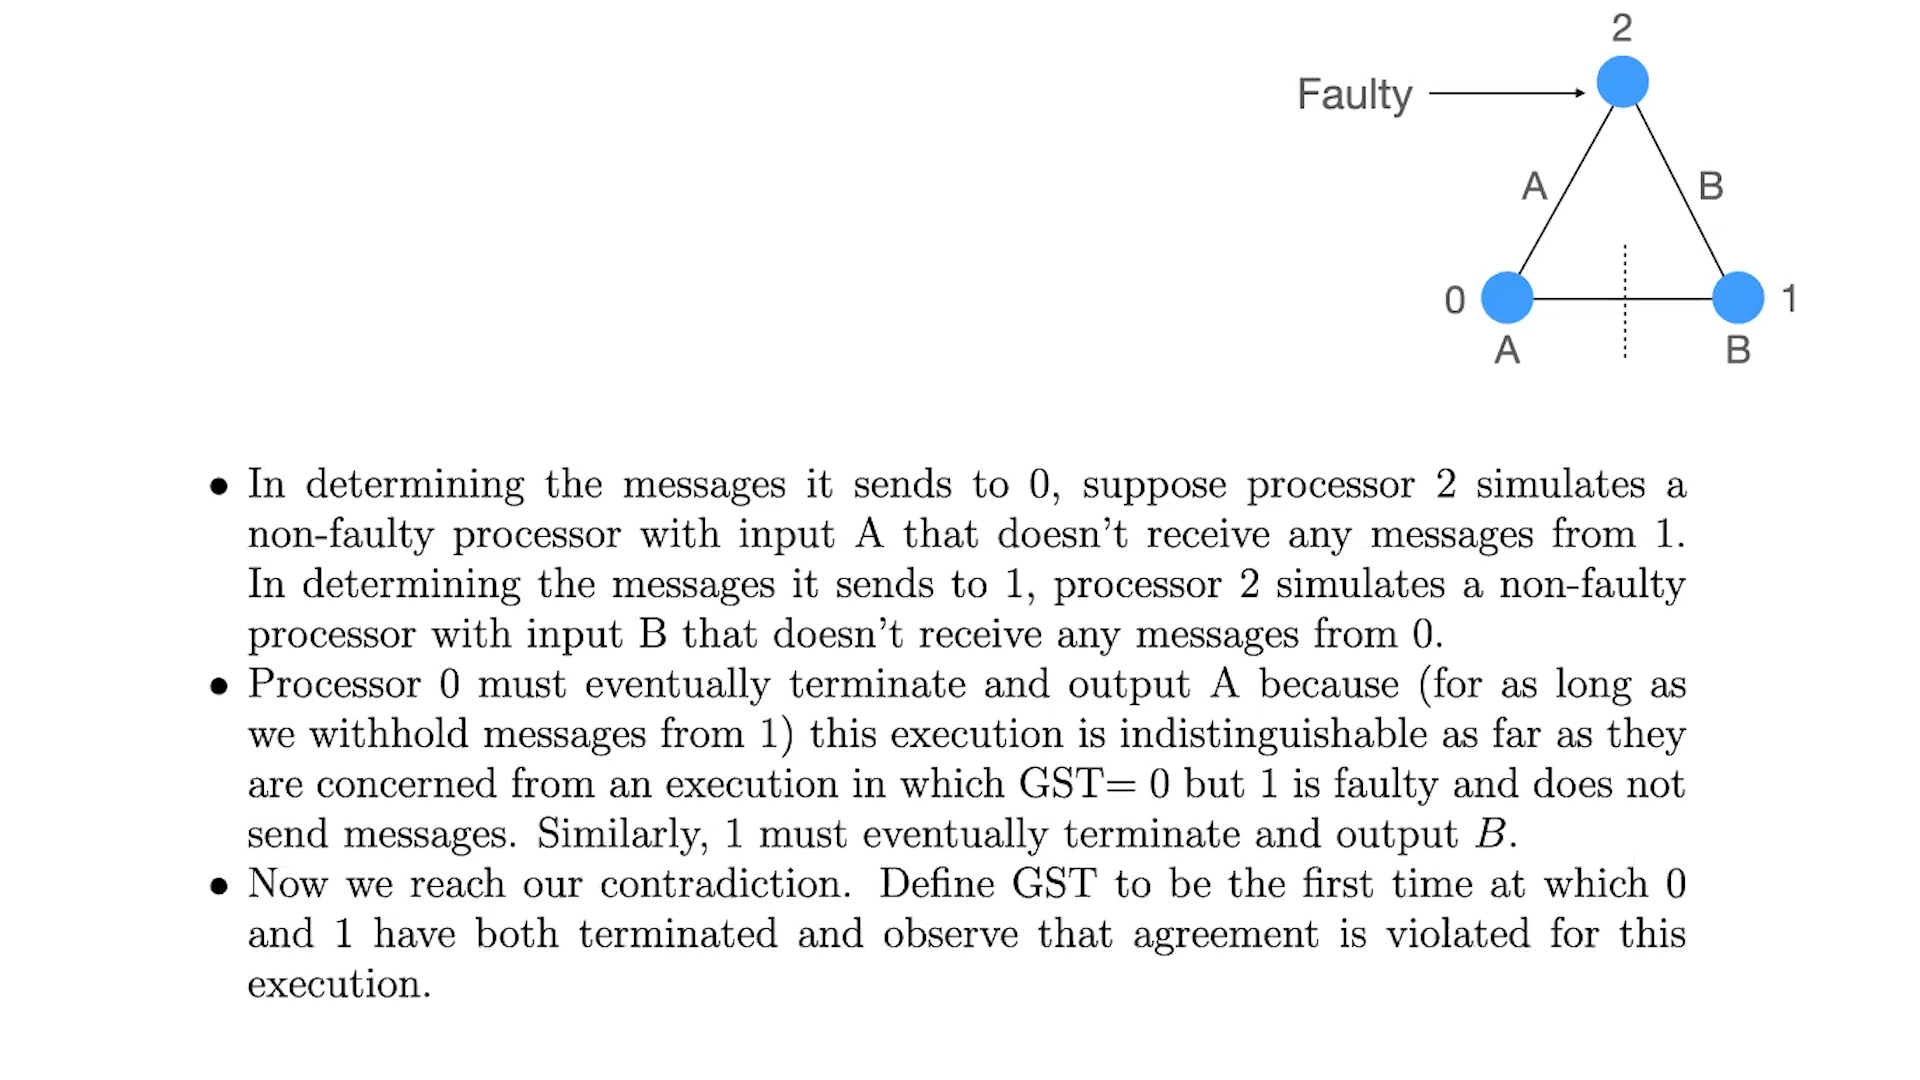 2
Faulty
A B
0 1
A B
• In determining the messages it sends to 0, suppose processor 2 simulates a
non-faulty processor with input A that doesn't receive any messages from 1.
In determining the messages it sends to 1, processor 2 simulates a non-faulty
processor with input B that doesn't receive any messages from 0.
• Processor 0 must eventually terminate and output A because (for as long as
we withhold messages from 1) this execution is indistinguishable as far as they
are concerned from an execution in which GST= 0 but 1 is faulty and does not
send messages. Similarly, 1 must eventually terminate and output B.
• Now we reach our contradiction. Define GST to be the first time at which 0
and 1 have both terminated and observe that agreement is violated for this
execution.